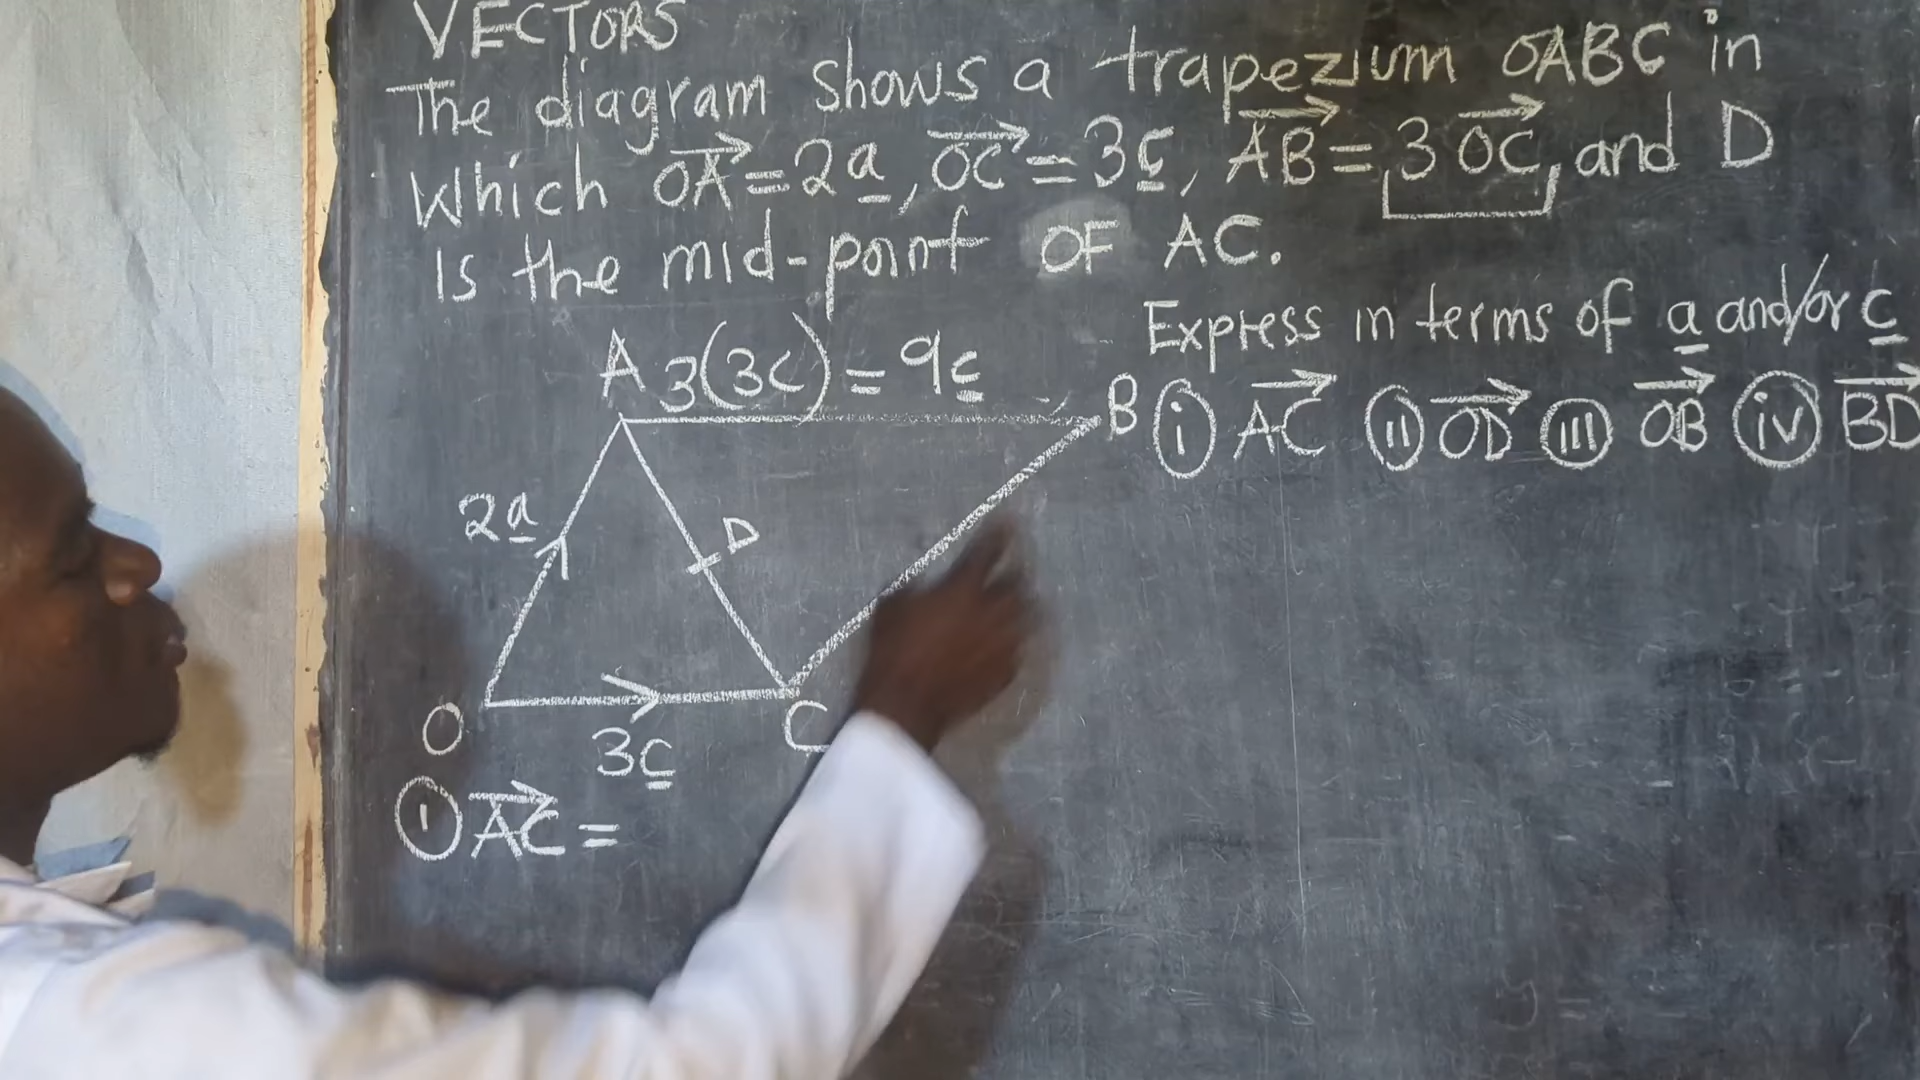 VECTORS
The diagram shows a trapezium OABC in
Which OA = 2a, OC = 3c, AB = 3 OC, and D
Is the mid-point OF AC.
Express in terms of a and/or c
i AC ii OD iii OB iv BD
A 3(3c) = 9c
B
2a
D
O
C
3c
i AC =